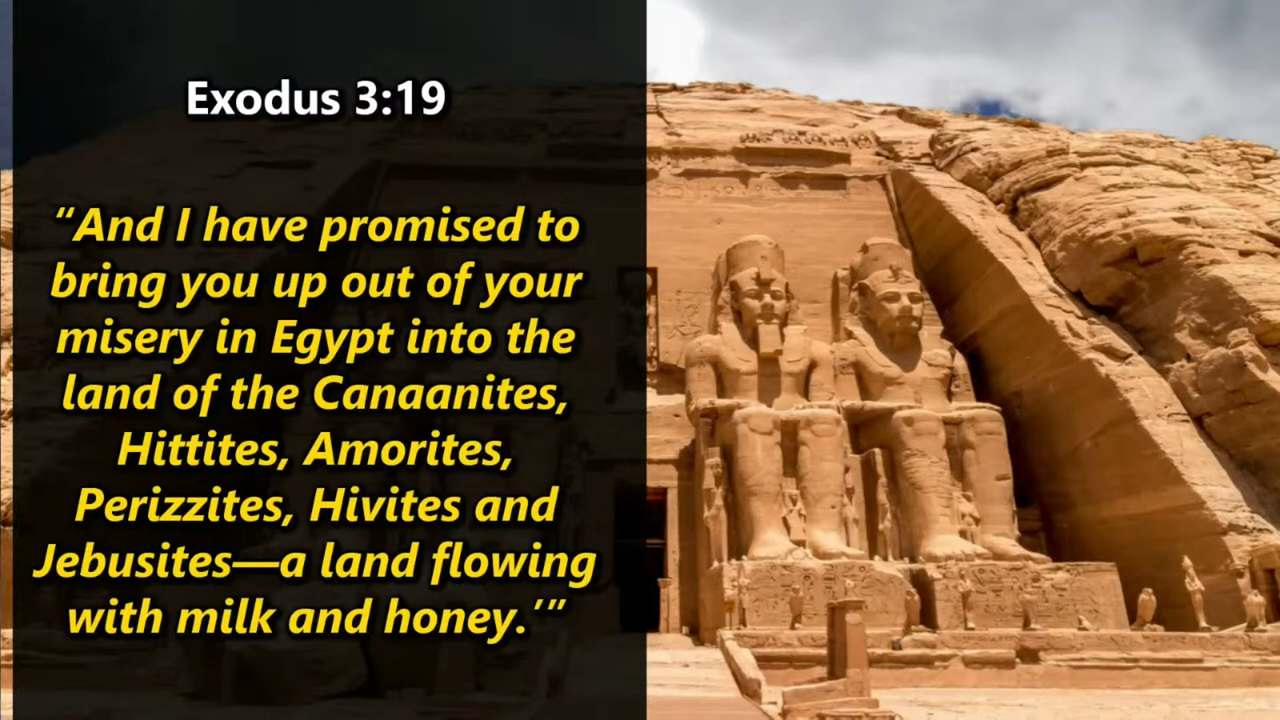 Exodus 3:19
“And I have promised to
bring you up out of your
misery in Egypt into the
land of the Canaanites,
Hittites, Amorites,
Perizzites, Hivites and
Jebusites—a land flowing
with milk and honey.’”